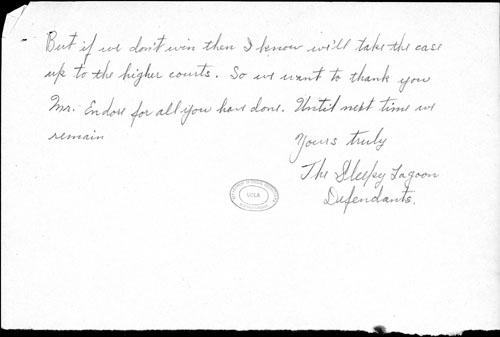 But if we don't win then I know we'll take the case
up to the higher courts. So we want to thank you
Mr. Endore for all you have done. Until next time we
remain
Yours truly
The Sleepy Lagoon
Defendants.
UCLA